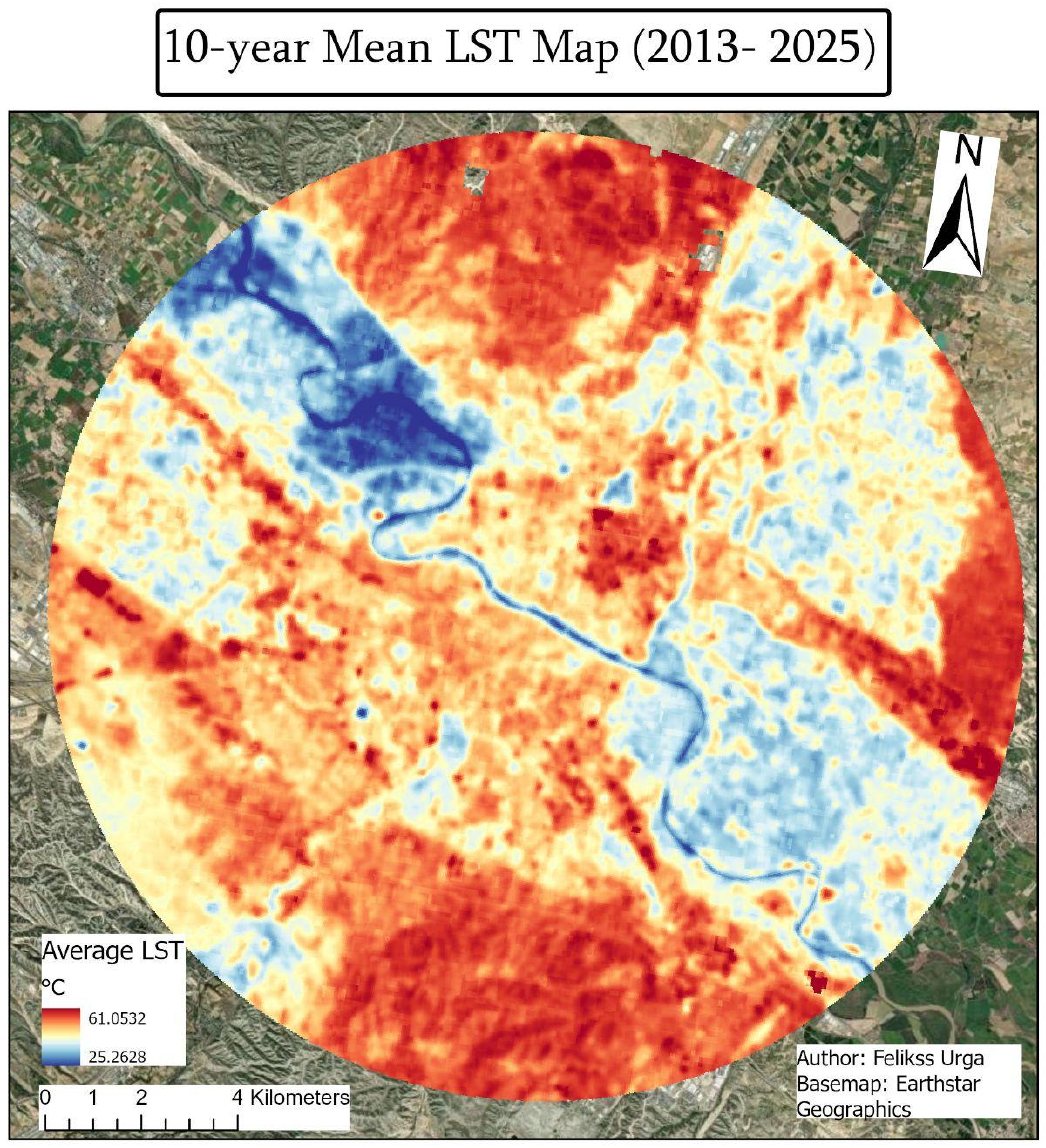 10-year Mean LST Map (2013- 2025)
N
Average LST
°C
61.0532
25.2628
0 1 2 4 Kilometers
Author: Felikss Urga
Basemap: Earthstar
Geographics